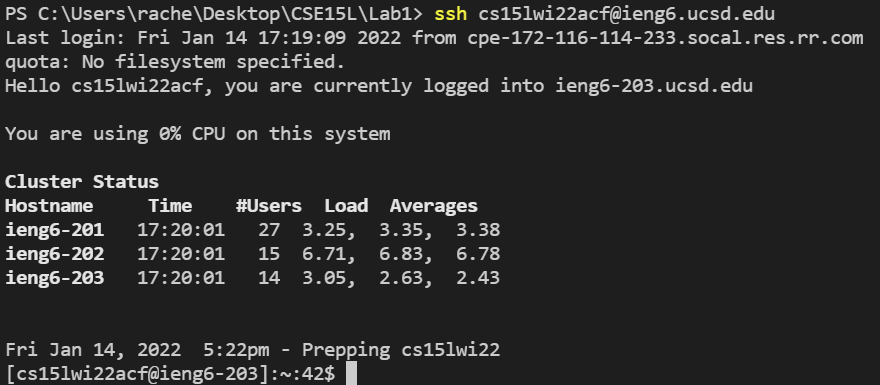 PS C:\Users\rache\Desktop\CSE15L\Lab1> ssh cs15lwi22acf@ieng6.ucsd.edu
Last login: Fri Jan 14 17:19:09 2022 from cpe-172-116-114-233.socal.res.rr.com
quota: No filesystem specified.
Hello cs15lwi22acf, you are currently logged into ieng6-203.ucsd.edu
You are using 0% CPU on this system
Cluster Status
Hostname     Time    #Users  Load  Averages
ieng6-201   17:20:01   27  3.25,  3.35,  3.38
ieng6-202   17:20:01   15  6.71,  6.83,  6.78
ieng6-203   17:20:01   14  3.05,  2.63,  2.43
Fri Jan 14, 2022  5:22pm - Prepping cs15lwi22
[cs15lwi22acf@ieng6-203]:~:42$